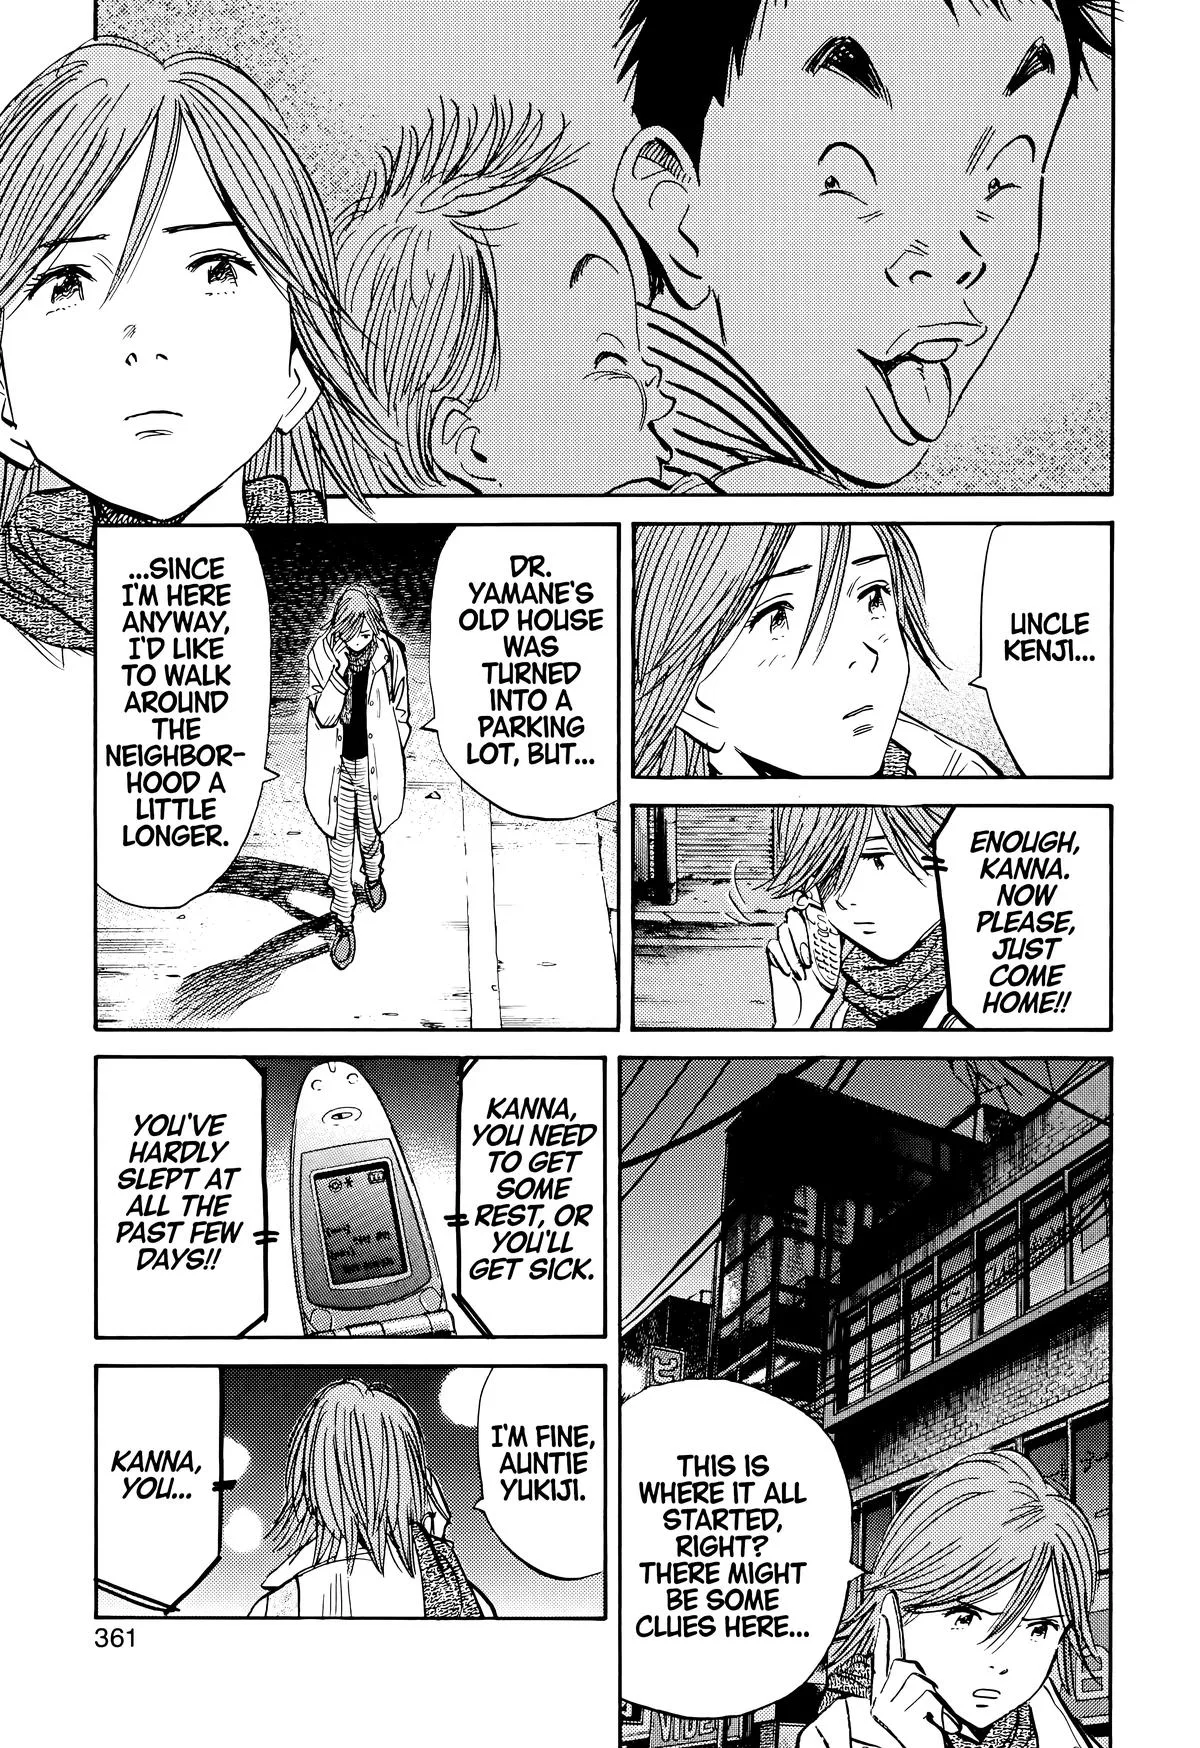 UNCLE
KENJI...
DR.
YAMANE'S
OLD HOUSE
WAS
TURNED
INTO A
PARKING
LOT, BUT...
...SINCE
I'M HERE
ANYWAY,
I'D LIKE
TO WALK
AROUND
THE
NEIGHBOR-
HOOD A
LITTLE
LONGER.
ENOUGH,
KANNA.
NOW
PLEASE,
JUST
COME
HOME!!
THIS IS
WHERE IT ALL
STARTED,
RIGHT?
THERE MIGHT
BE SOME
CLUES HERE...
ビ
VIDE
KANNA,
YOU NEED
TO GET
SOME
REST, OR
YOU'LL
GET SICK.
YOU'VE
HARDLY
SLEPT AT
ALL THE
PAST FEW
DAYS!!
I'M FINE,
AUNTIE
YUKIJI.
KANNA,
YOU...
361